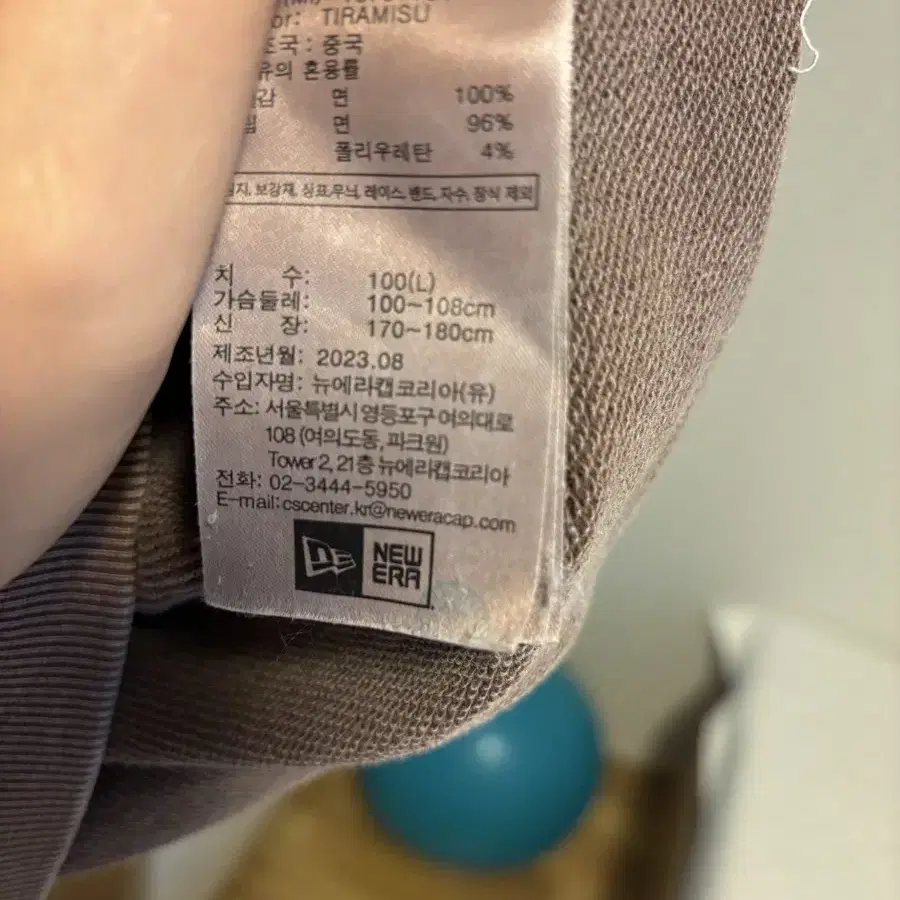 TIRAMISU
국: 중국
유의 혼용률
감 면 100%
면 96%
폴리우레탄 4%
보강재, 심포,무늬, 레이스, 밴드, 자수, 장식 제외
치 수: 100(L)
가슴둘레: 100~108cm
신 장: 170~180cm
제조년월: 2023.08
수입자명: 뉴에라캡코리아(유)
주소: 서울특별시 영등포구 여의대로
108 (여의도동, 파크원)
Tower 2, 21층 뉴에라캡코리아
전화: 02-3444-5950
E-mail: cscenter.kr@neweracap.com
NEW
ERA